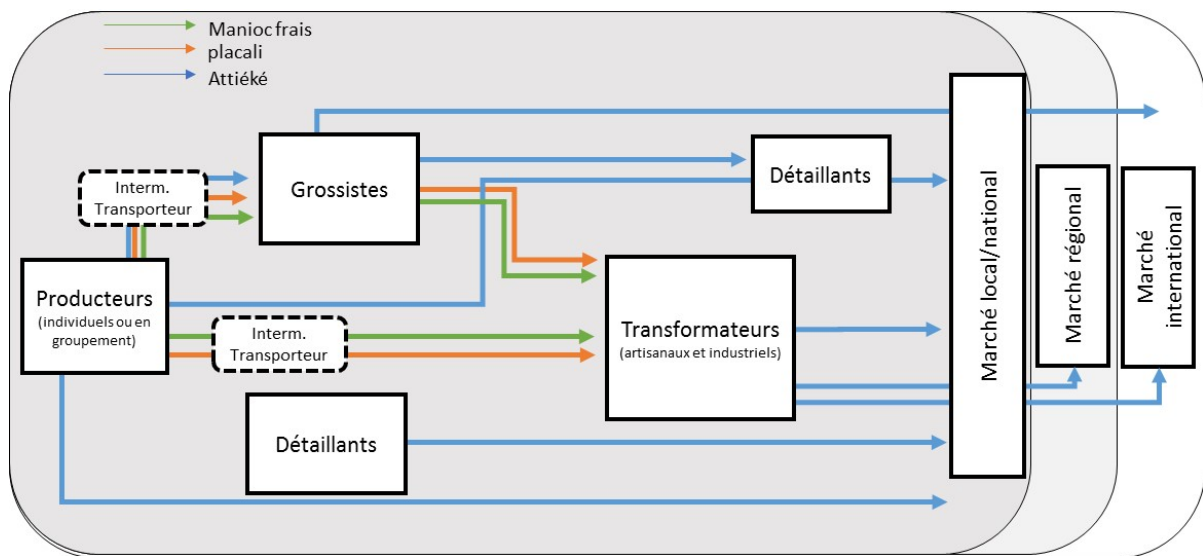 Manioc frais
placali
Attiéké
Interm.
Transporteur
Grossistes
Détaillants
Producteurs
(individuels ou en
groupement)
Interm.
Transporteur
Transformateurs
(artisanaux et industriels)
Détaillants
Marché local/national
Marché régional
Marché
international